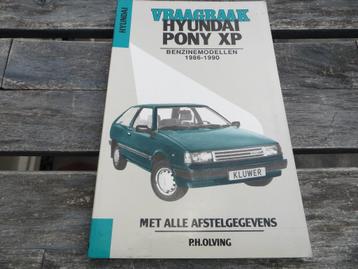 HYUNDAI
VRAAGBAAK
HYUNDAI
PONY XP
BENZINEMODELLEN
1986-1990
KLUWER
MET ALLE AFSTELGEGEVENS
P.H.OLVING